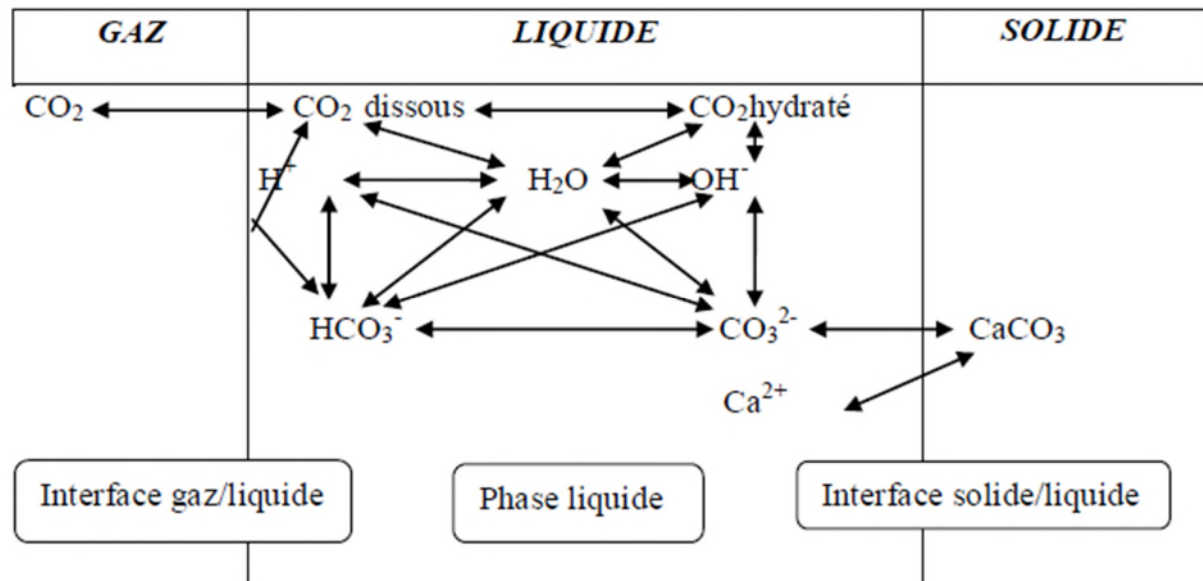 GAZ LIQUIDE SOLIDE
CO₂ CO₂ dissous CO₂hydraté
H⁺ H₂O OH⁻
HCO₃⁻ CO₃²⁻ CaCO₃
Ca²⁺
Interface gaz/liquide Phase liquide Interface solide/liquide